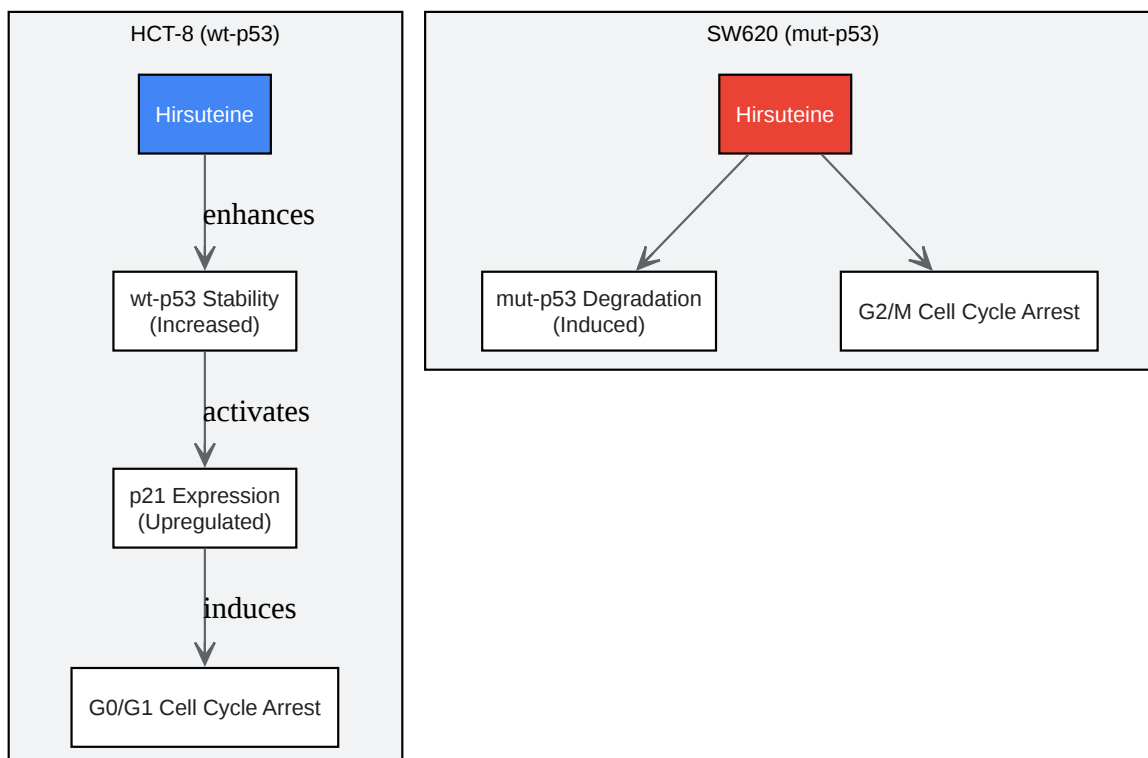 HCT-8 (wt-p53)
Hirsuteine
enhances
wt-p53 Stability
(Increased)
activates
p21 Expression
(Upregulated)
induces
G0/G1 Cell Cycle Arrest
SW620 (mut-p53)
Hirsuteine
mut-p53 Degradation
(Induced)
G2/M Cell Cycle Arrest